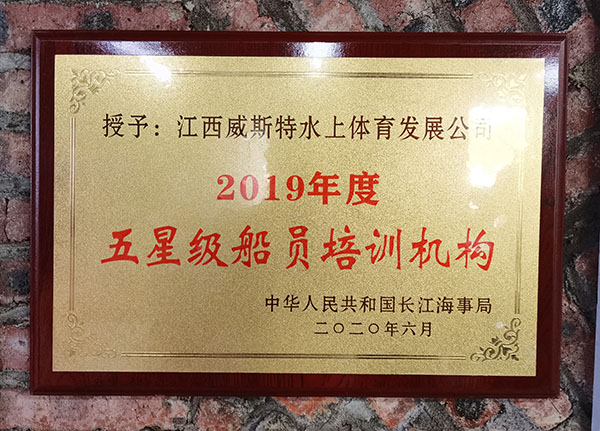 授予：江西威斯特水上体育发展公司
2019年度
五星级船员培训机构
中华人民共和国长江海事局
二〇二〇年六月